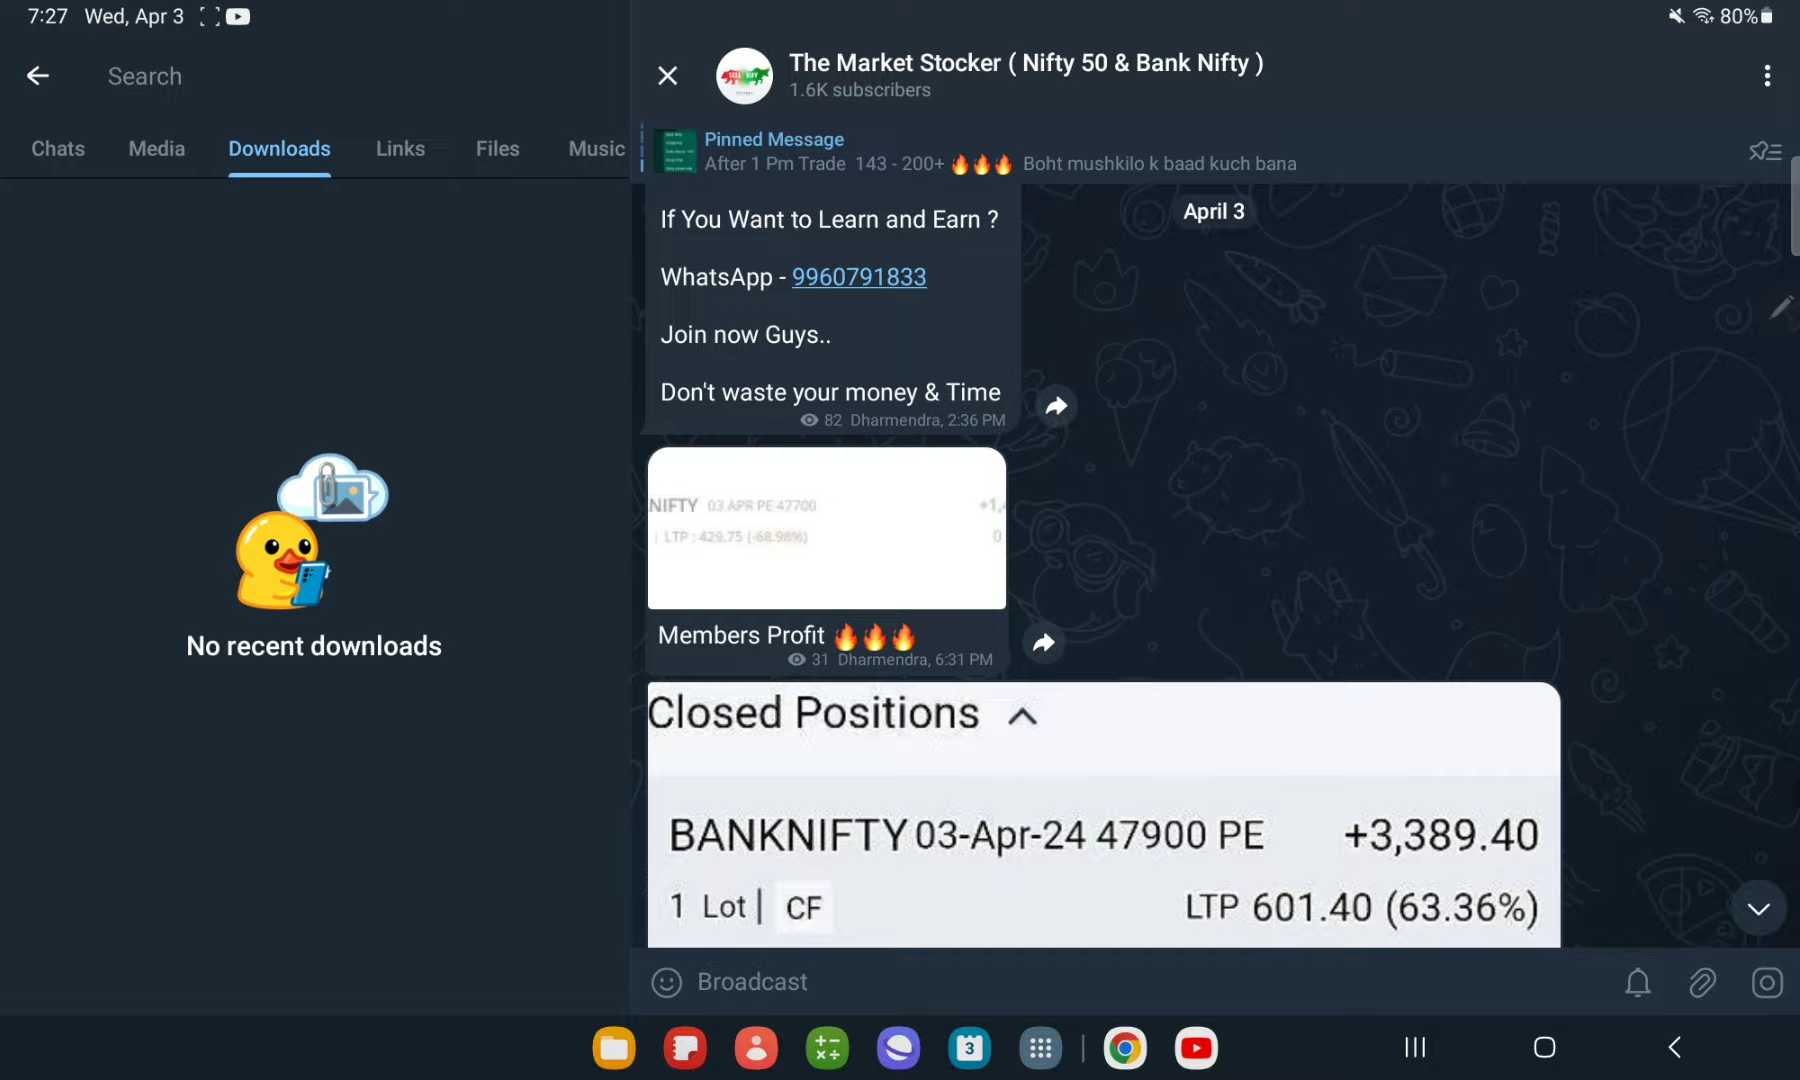 7:27 Wed, Apr 3
80%
Search
Chats Media Downloads Links Files Music
No recent downloads
SELL BUY
The Market Stocker ( Nifty 50 & Bank Nifty )
1.6K subscribers
Pinned Message
After 1 Pm Trade 143 - 200+ 🔥🔥🔥 Boht mushkilo k baad kuch bana
April 3
If You Want to Learn and Earn ?
WhatsApp - 9960791833
Join now Guys..
Don't waste your money & Time
82 Dharmendra, 2:36 PM
NIFTY 03 APR PE 47700 +1,
| LTP : 429.75 (-68.98%) 0
Members Profit 🔥🔥🔥
31 Dharmendra, 6:31 PM
Closed Positions
BANKNIFTY 03-Apr-24 47900 PE +3,389.40
1 Lot | CF LTP 601.40 (63.36%)
Broadcast
3